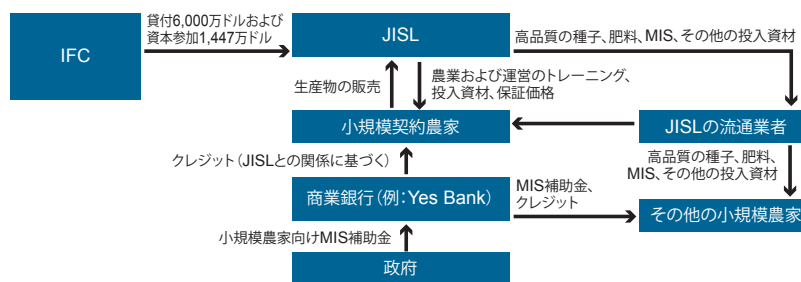 IFC
貸付6,000万ドルおよび
資本参加1,447万ドル
JISL
高品質の種子、肥料、MIS、その他の投入資材
生産物の販売
農業および運営のトレーニング、
投入資材、保証価格
小規模契約農家
JISLの流通業者
クレジット（JISLとの関係に基づく）
高品質の種子、肥料、
MIS、その他の投入資材
商業銀行（例：Yes Bank）
MIS補助金、
クレジット
その他の小規模農家
小規模農家向けMIS補助金
政府